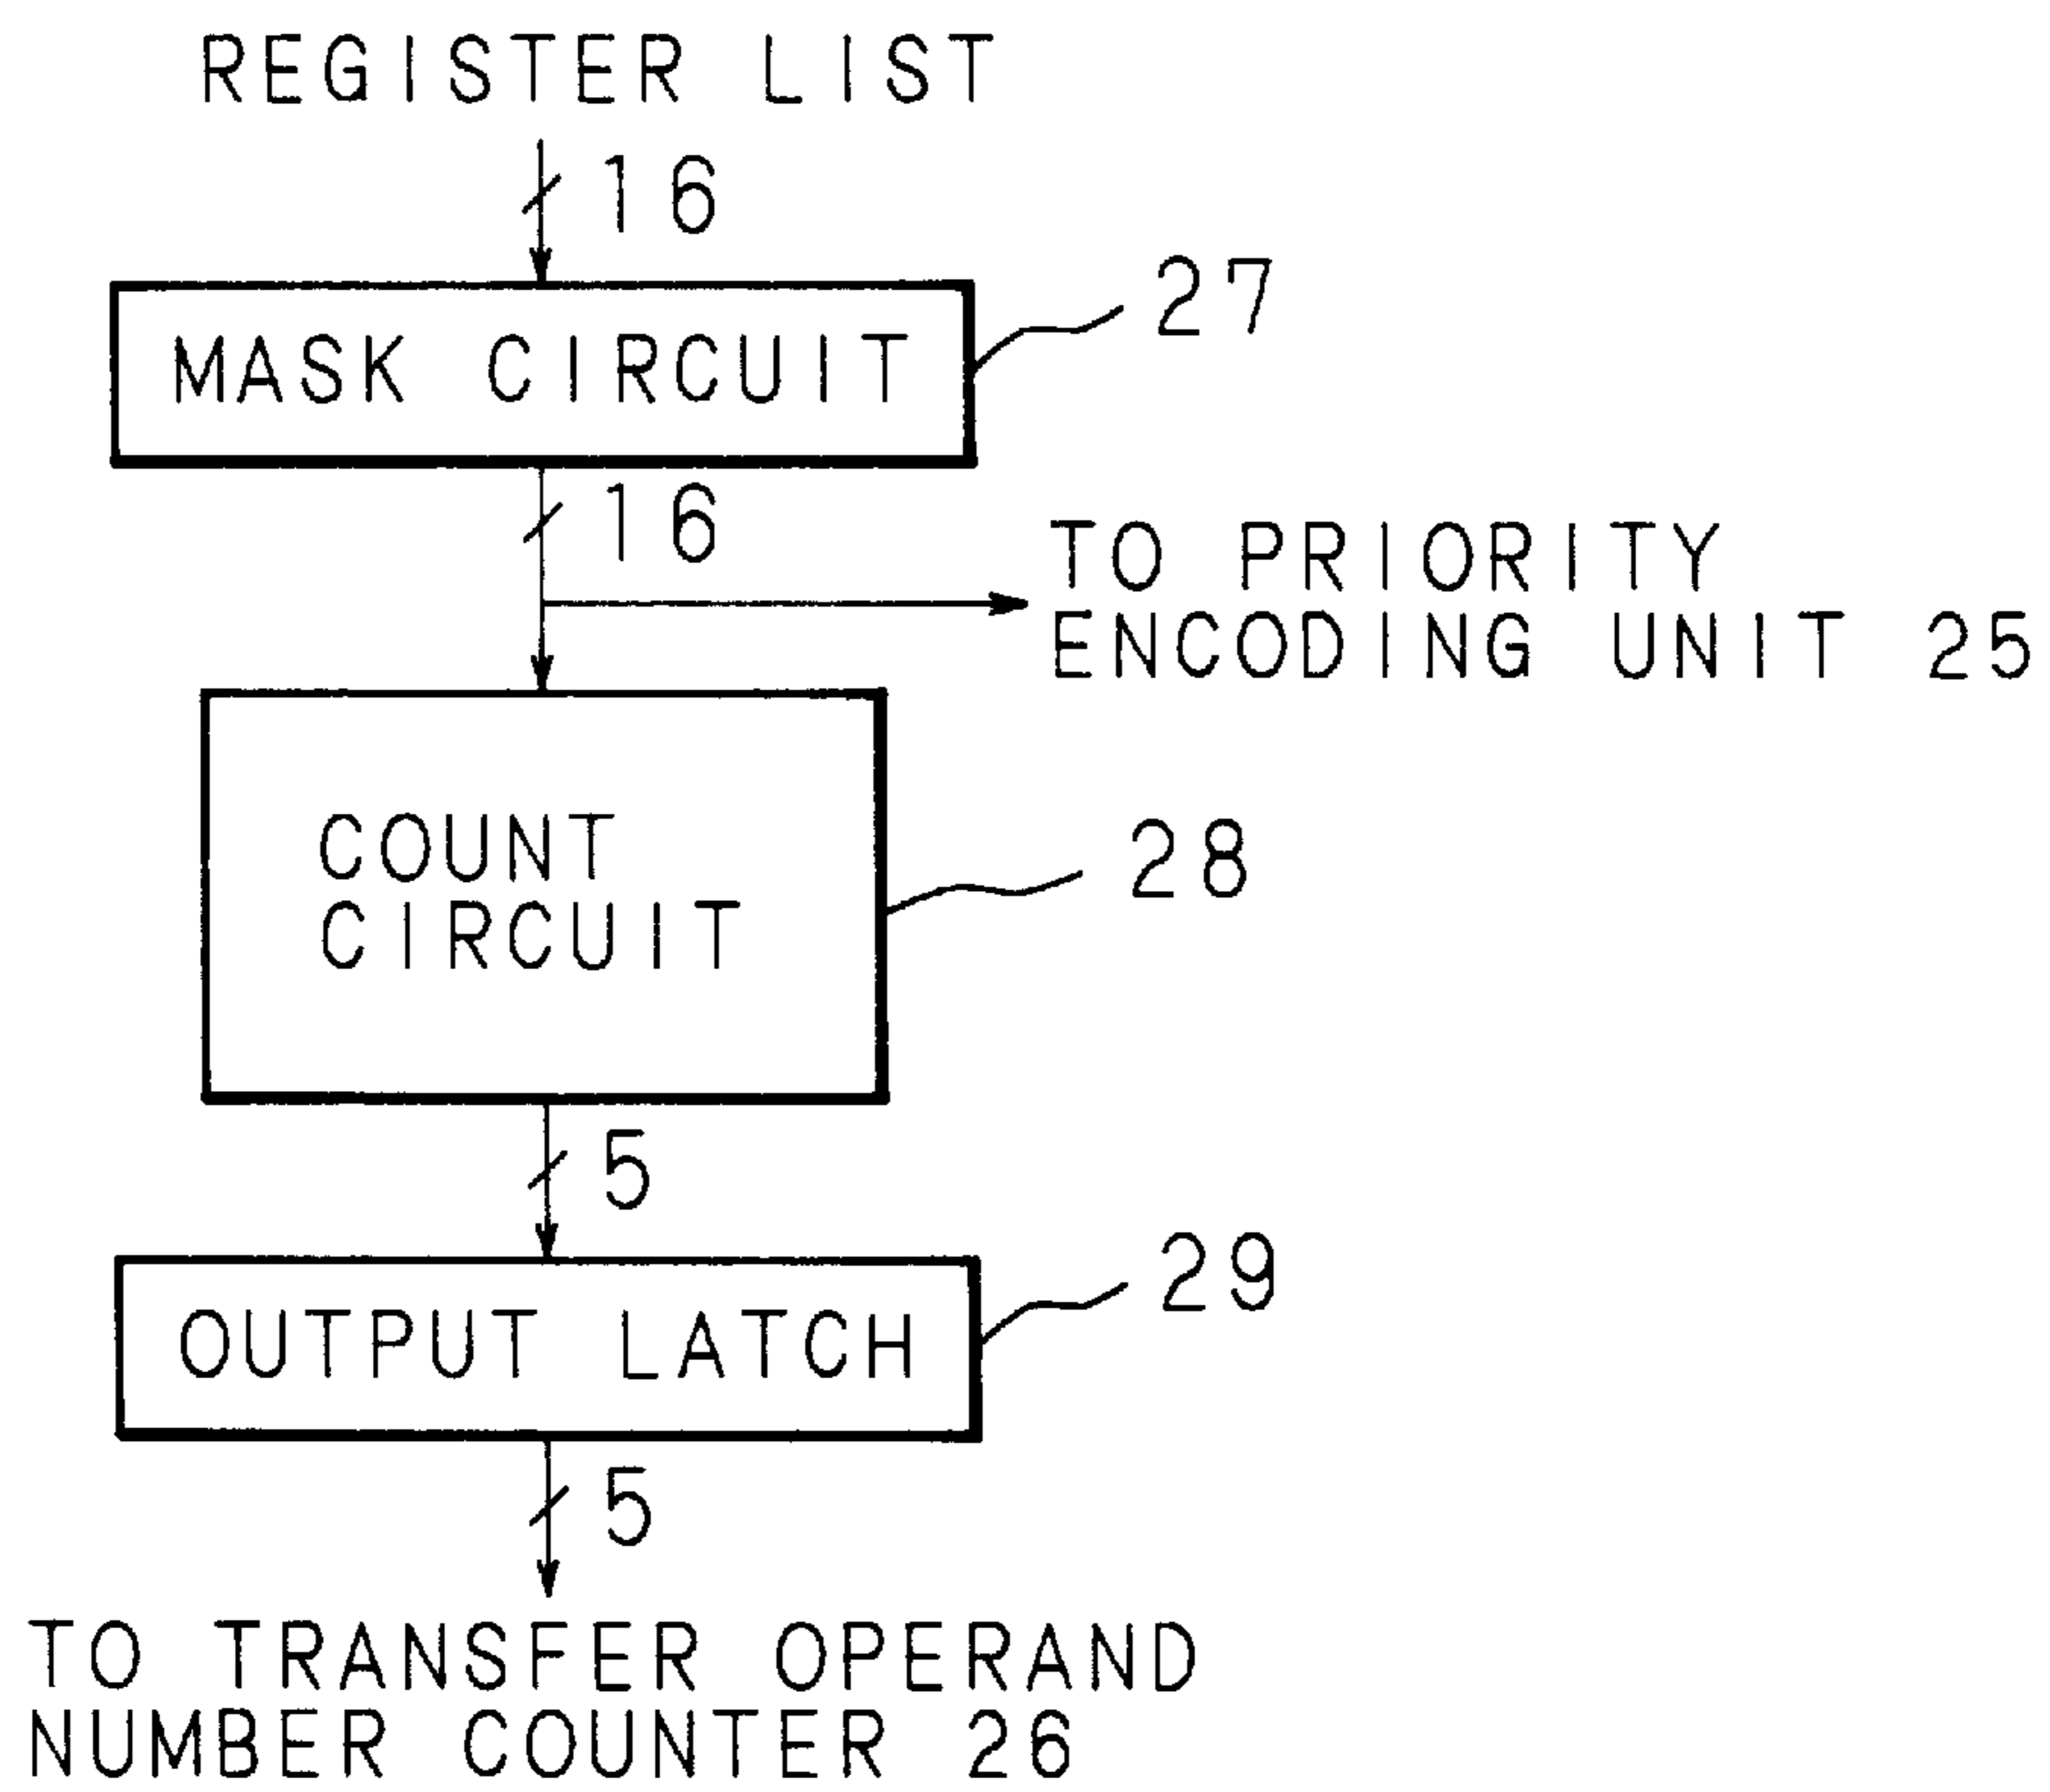 REGISTER LIST
16
27
MASK CIRCUIT
16
TO PRIORITY
ENCODING UNIT 25
COUNT
CIRCUIT
28
5
29
OUTPUT LATCH
5
TO TRANSFER OPERAND
NUMBER COUNTER 26